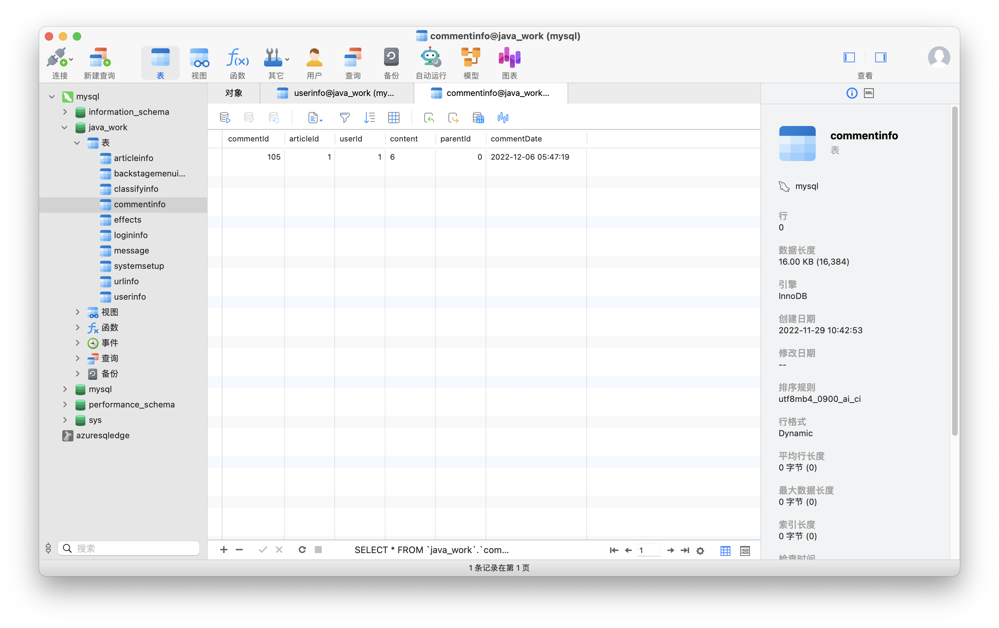 commentinfo@java_work (mysql)
连接
新建查询
表
视图
函数
其它
用户
查询
备份
自动运行
模型
图表
查看
mysql
information_schema
java_work
表
articleinfo
backstagemenui...
classifyinfo
commentinfo
effects
logininfo
message
systemsetup
urlinfo
userinfo
视图
函数
事件
查询
备份
mysql
performance_schema
sys
azuresqledge
搜索
对象
userinfo@java_work (my...
commentinfo@java_work...
commentId articleId userId content parentId commentDate
105 1 1 6 0 2022-12-06 05:47:19
SELECT * FROM `java_work`.`com...
1
1 条记录在第 1 页
DDL
commentinfo
表
mysql
行
0
数据长度
16.00 KB (16,384)
引擎
InnoDB
创建日期
2022-11-29 10:42:53
修改日期
--
排序规则
utf8mb4_0900_ai_ci
行格式
Dynamic
平均行长度
0 字节 (0)
最大数据长度
0 字节 (0)
索引长度
0 字节 (0)
检查时间